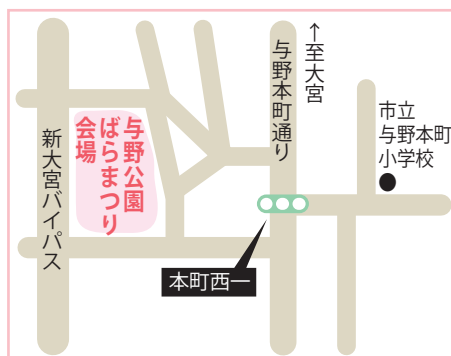 ↑至大宮
与野本町通り
市立
与野本町
小学校
与野公園
ばらまつり
会場
新大宮バイパス
本町西一